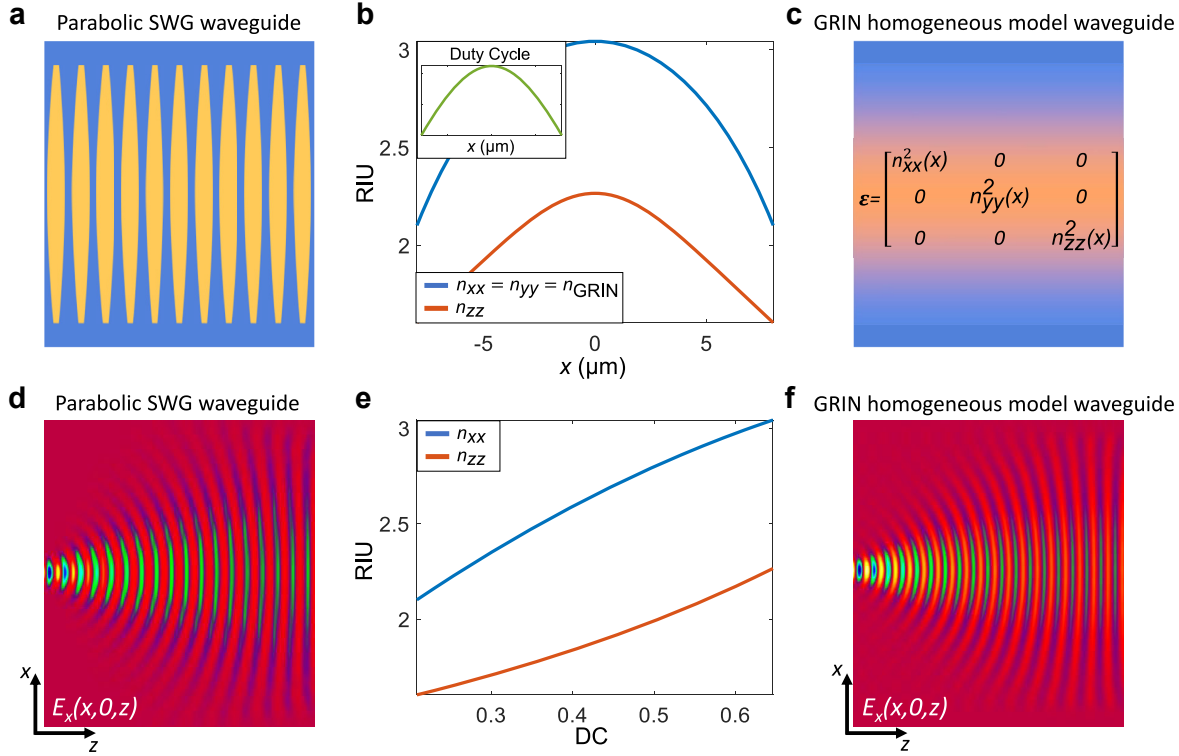 a
Parabolic SWG waveguide
b
3
2.5
2
RIU
Duty Cycle
x (μm)
n_xx = n_yy = n_GRIN
n_zz
-5 0 5
x (μm)
c
GRIN homogeneous model waveguide
n²_xx(x) 0 0
ε= 0 n²_yy(x) 0
0 0 n²_zz(x)
d
Parabolic SWG waveguide
x
E_x(x,0,z)
z
e
n_xx
n_zz
3
2.5
2
RIU
0.3 0.4 0.5 0.6
DC
f
GRIN homogeneous model waveguide
x
E_x(x,0,z)
z